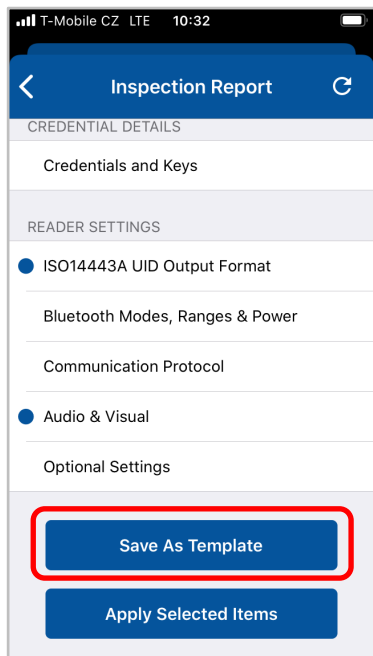 T-Mobile CZ LTE 10:32
Inspection Report
CREDENTIAL DETAILS
Credentials and Keys
READER SETTINGS
ISO14443A UID Output Format
Bluetooth Modes, Ranges & Power
Communication Protocol
Audio & Visual
Optional Settings
Save As Template
Apply Selected Items